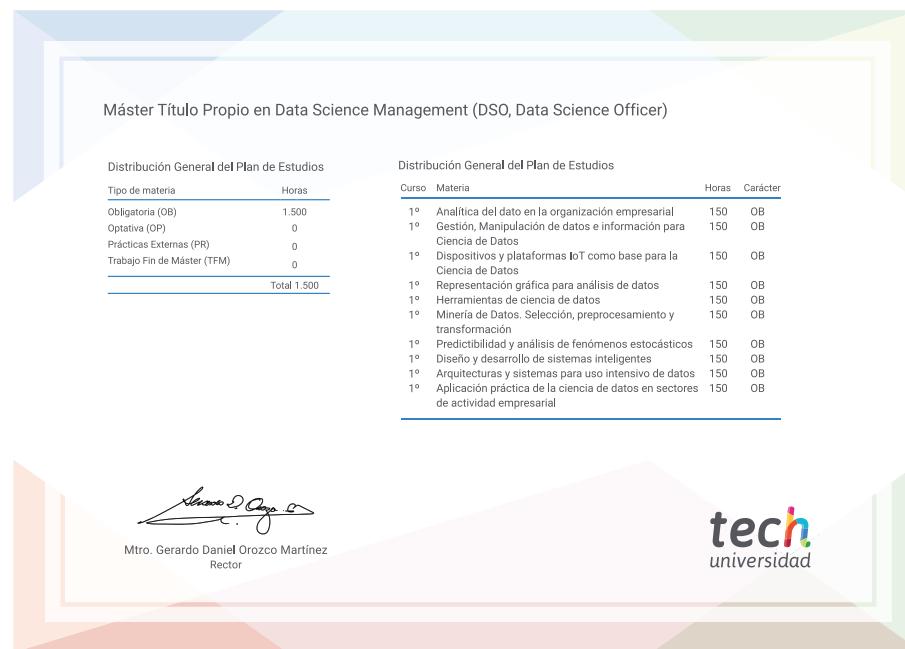 Máster Título Propio en Data Science Management (DSO, Data Science Officer)
Distribución General del Plan de Estudios
Tipo de materia Horas
Obligatoria (OB) 1.500
Optativa (OP) 0
Prácticas Externas (PR) 0
Trabajo Fin de Máster (TFM) 0
Total 1.500
Distribución General del Plan de Estudios
Curso Materia Horas Carácter
1º Analítica del dato en la organización empresarial 150 OB
1º Gestión, Manipulación de datos e información para 150 OB
Ciencia de Datos
1º Dispositivos y plataformas IoT como base para la 150 OB
Ciencia de Datos
1º Representación gráfica para análisis de datos 150 OB
1º Herramientas de ciencia de datos 150 OB
1º Minería de Datos. Selección, preprocesamiento y 150 OB
transformación
1º Predictibilidad y análisis de fenómenos estocásticos 150 OB
1º Diseño y desarrollo de sistemas inteligentes 150 OB
1º Arquitecturas y sistemas para uso intensivo de datos 150 OB
1º Aplicación práctica de la ciencia de datos en sectores 150 OB
de actividad empresarial
Mtro. Gerardo Daniel Orozco Martínez
Rector
tech
universidad